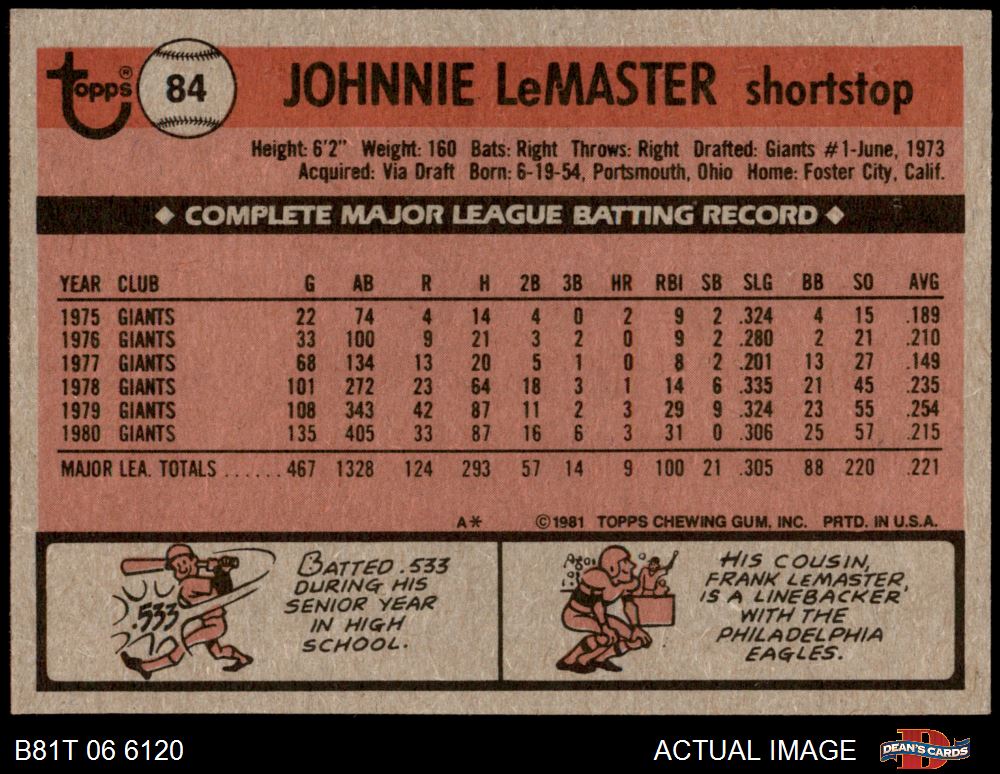 topps® 84 JOHNNIE LeMASTER shortstop
Height: 6'2" Weight: 160 Bats: Right Throws: Right Drafted: Giants #1-June, 1973
Acquired: Via Draft Born: 6-19-54, Portsmouth, Ohio Home: Foster City, Calif.
◆ COMPLETE MAJOR LEAGUE BATTING RECORD ◆
YEAR CLUB G AB R H 2B 3B HR RBI SB SLG BB SO AVG
1975 GIANTS 22 74 4 14 4 0 2 9 2 .324 4 15 .189
1976 GIANTS 33 100 9 21 3 2 0 9 2 .280 2 21 .210
1977 GIANTS 68 134 13 20 5 1 0 8 2 .201 13 27 .149
1978 GIANTS 101 272 23 64 18 3 1 14 6 .335 21 45 .235
1979 GIANTS 108 343 42 87 11 2 3 29 9 .324 23 55 .254
1980 GIANTS 135 405 33 87 16 6 3 31 0 .306 25 57 .215
MAJOR LEA. TOTALS ...... 467 1328 124 293 57 14 9 100 21 .305 88 220 .221
A* ©1981 TOPPS CHEWING GUM, INC. PRTD. IN U.S.A.
.533
BATTED .533
DURING HIS
SENIOR YEAR
IN HIGH
SCHOOL.
HIS COUSIN,
FRANK LEMASTER,
IS A LINEBACKER
WITH THE
PHILADELPHIA
EAGLES.
B81T 06 6120 ACTUAL IMAGE DEAN'S CARDS